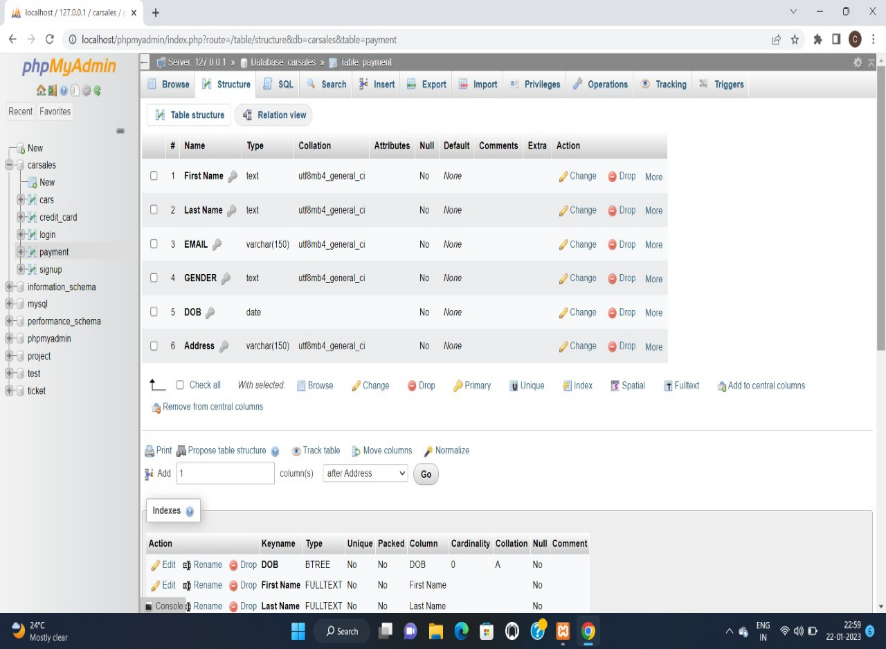 localhost / 127.0.0.1 / carsales /
localhost/phpmyadmin/index.php?route=/table/structure&db=carsales&table=payment
phpMyAdmin
Recent Favorites
New
carsales
New
cars
credit_card
login
payment
signup
information_schema
mysql
performance_schema
phpmyadmin
project
test
ticket
Server: 127.0.0.1 » Database: carsales » Table: payment
Browse Structure SQL Search Insert Export Import Privileges Operations Tracking Triggers
Table structure Relation view
# Name Type Collation Attributes Null Default Comments Extra Action
1 First Name text utf8mb4_general_ci No None Change Drop More
2 Last Name text utf8mb4_general_ci No None Change Drop More
3 EMAIL varchar(150) utf8mb4_general_ci No None Change Drop More
4 GENDER text utf8mb4_general_ci No None Change Drop More
5 DOB date No None Change Drop More
6 Address varchar(150) utf8mb4_general_ci No None Change Drop More
Check all With selected: Browse Change Drop Primary Unique Index Spatial Fulltext Add to central columns
Remove from central columns
Print Propose table structure Track table Move columns Normalize
Add 1 column(s) after Address Go
Indexes
Action Keyname Type Unique Packed Column Cardinality Collation Null Comment
Edit Rename Drop DOB BTREE No No DOB 0 A No
Edit Rename Drop First Name FULLTEXT No No First Name No
Console Rename Drop Last Name FULLTEXT No No Last Name No
24°C
Mostly clear
Search
ENG
IN
22:59
22-01-2023